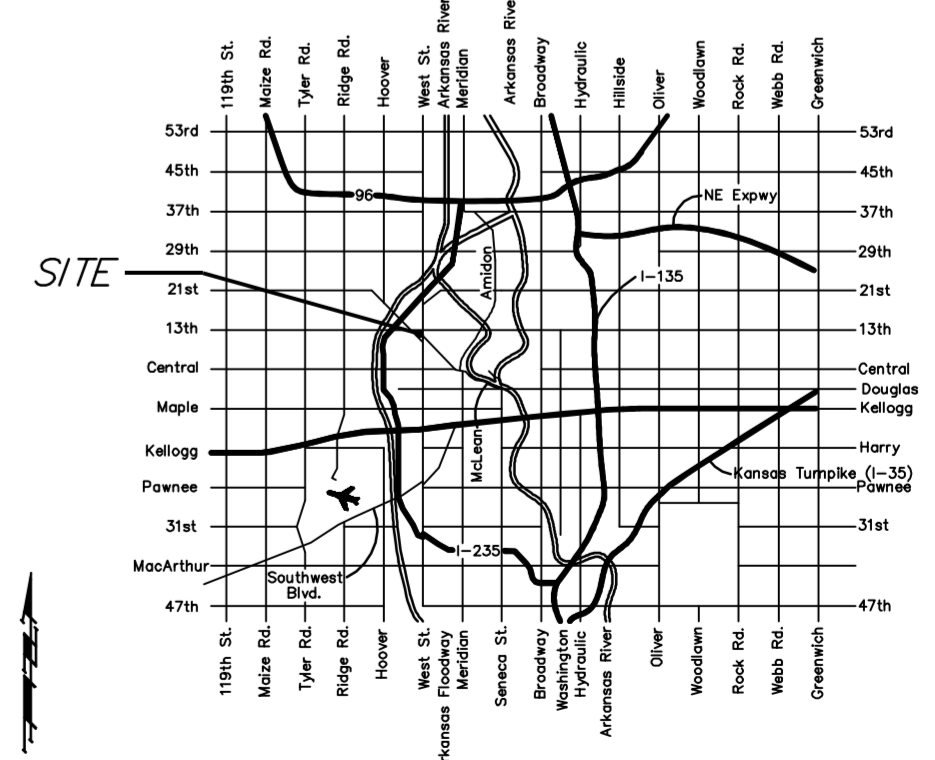 119th St.
Maize Rd.
Tyler Rd.
Ridge Rd.
Hoover
West St.
Arkansas River
Meridian
Arkansas River
Broadway
Hydraulic
Hillside
Oliver
Woodlawn
Rock Rd.
Webb Rd.
Greenwich
53rd
53rd
45th
45th
96
NE Expwy
37th
37th
29th
29th
SITE
Amidon
I-135
21st
21st
13th
13th
Central
Central
Douglas
Maple
Kellogg
McLean
Kellogg
Harry
Kansas Turnpike (I-35)
Pawnee
Pawnee
31st
31st
I-235
MacArthur
Southwest
Blvd.
47th
47th
119th St.
Maize Rd.
Tyler Rd.
Ridge Rd.
Hoover
West St.
rkansas Floodway
Meridian
Seneca St.
Broadway
Washington
Hydraulic
Arkansas River
Oliver
Woodlawn
Rock Rd.
Webb Rd.
Greenwich